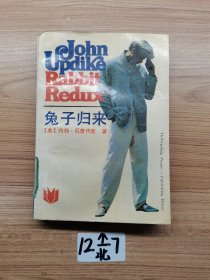 John
Updike
Rabbit
Redux
兔子归来
【美】约翰·厄普代克 著
12个7
北